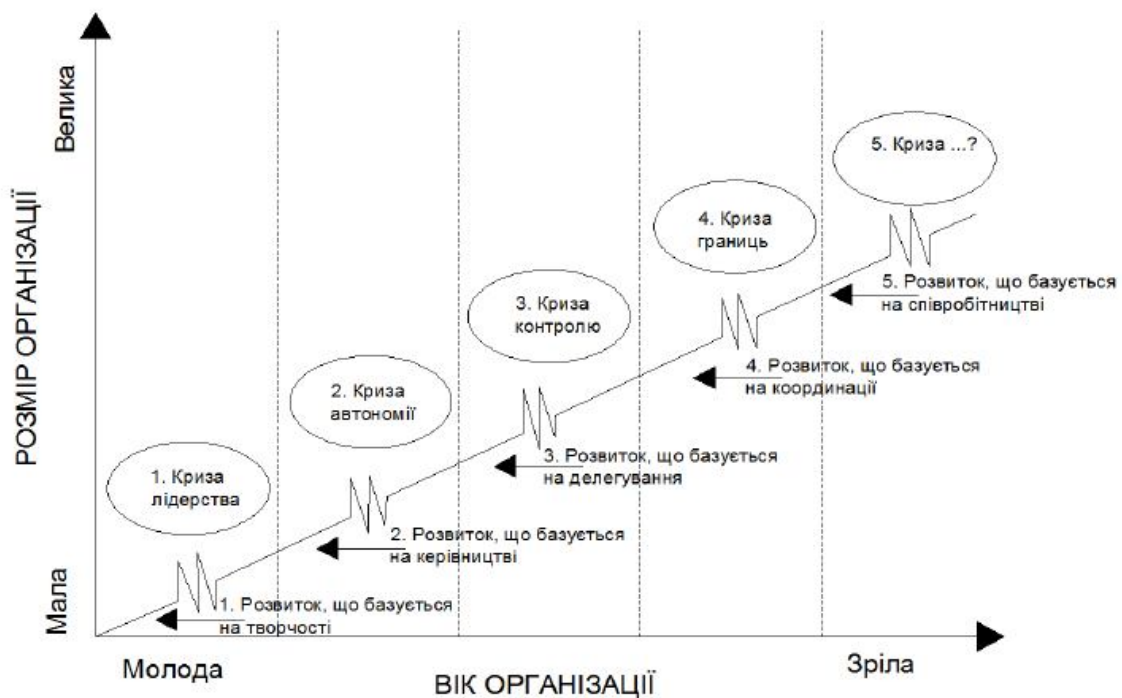 РОЗМІР ОРГАНІЗАЦІЇ
Велика
Мала
5. Криза ...?
4. Криза
границь
3. Криза
контролю
2. Криза
автономії
1. Криза
лідерства
5. Розвиток, що базується
на співробітництві
4. Розвиток, що базується
на координації
3. Розвиток, що базується
на делегування
2. Розвиток, що базується
на керівництві
1. Розвиток, що базується
на творчості
Молода
Зріла
ВІК ОРГАНІЗАЦІЇ